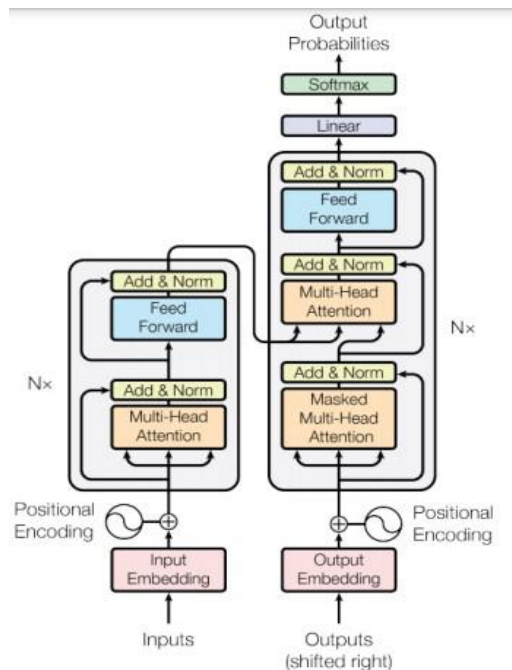 Output
Probabilities
Softmax
Linear
Add & Norm
Feed
Forward
Add & Norm
Multi-Head
Attention
Add & Norm
Masked
Multi-Head
Attention
Nx
Positional
Encoding
Output
Embedding
Outputs
(shifted right)
Add & Norm
Feed
Forward
Add & Norm
Multi-Head
Attention
Nx
Positional
Encoding
Input
Embedding
Inputs